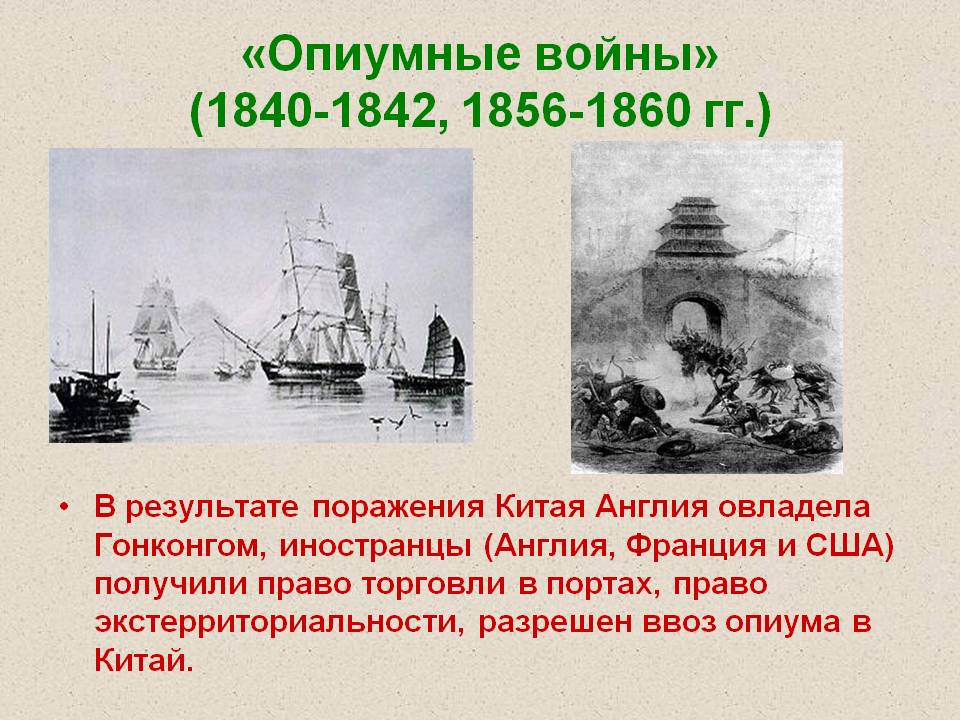 «Опиумные войны»
(1840-1842, 1856-1860 гг.)
• В результате поражения Китая Англия овладела
Гонконгом, иностранцы (Англия, Франция и США)
получили право торговли в портах, право
экстерриториальности, разрешен ввоз опиума в
Китай.